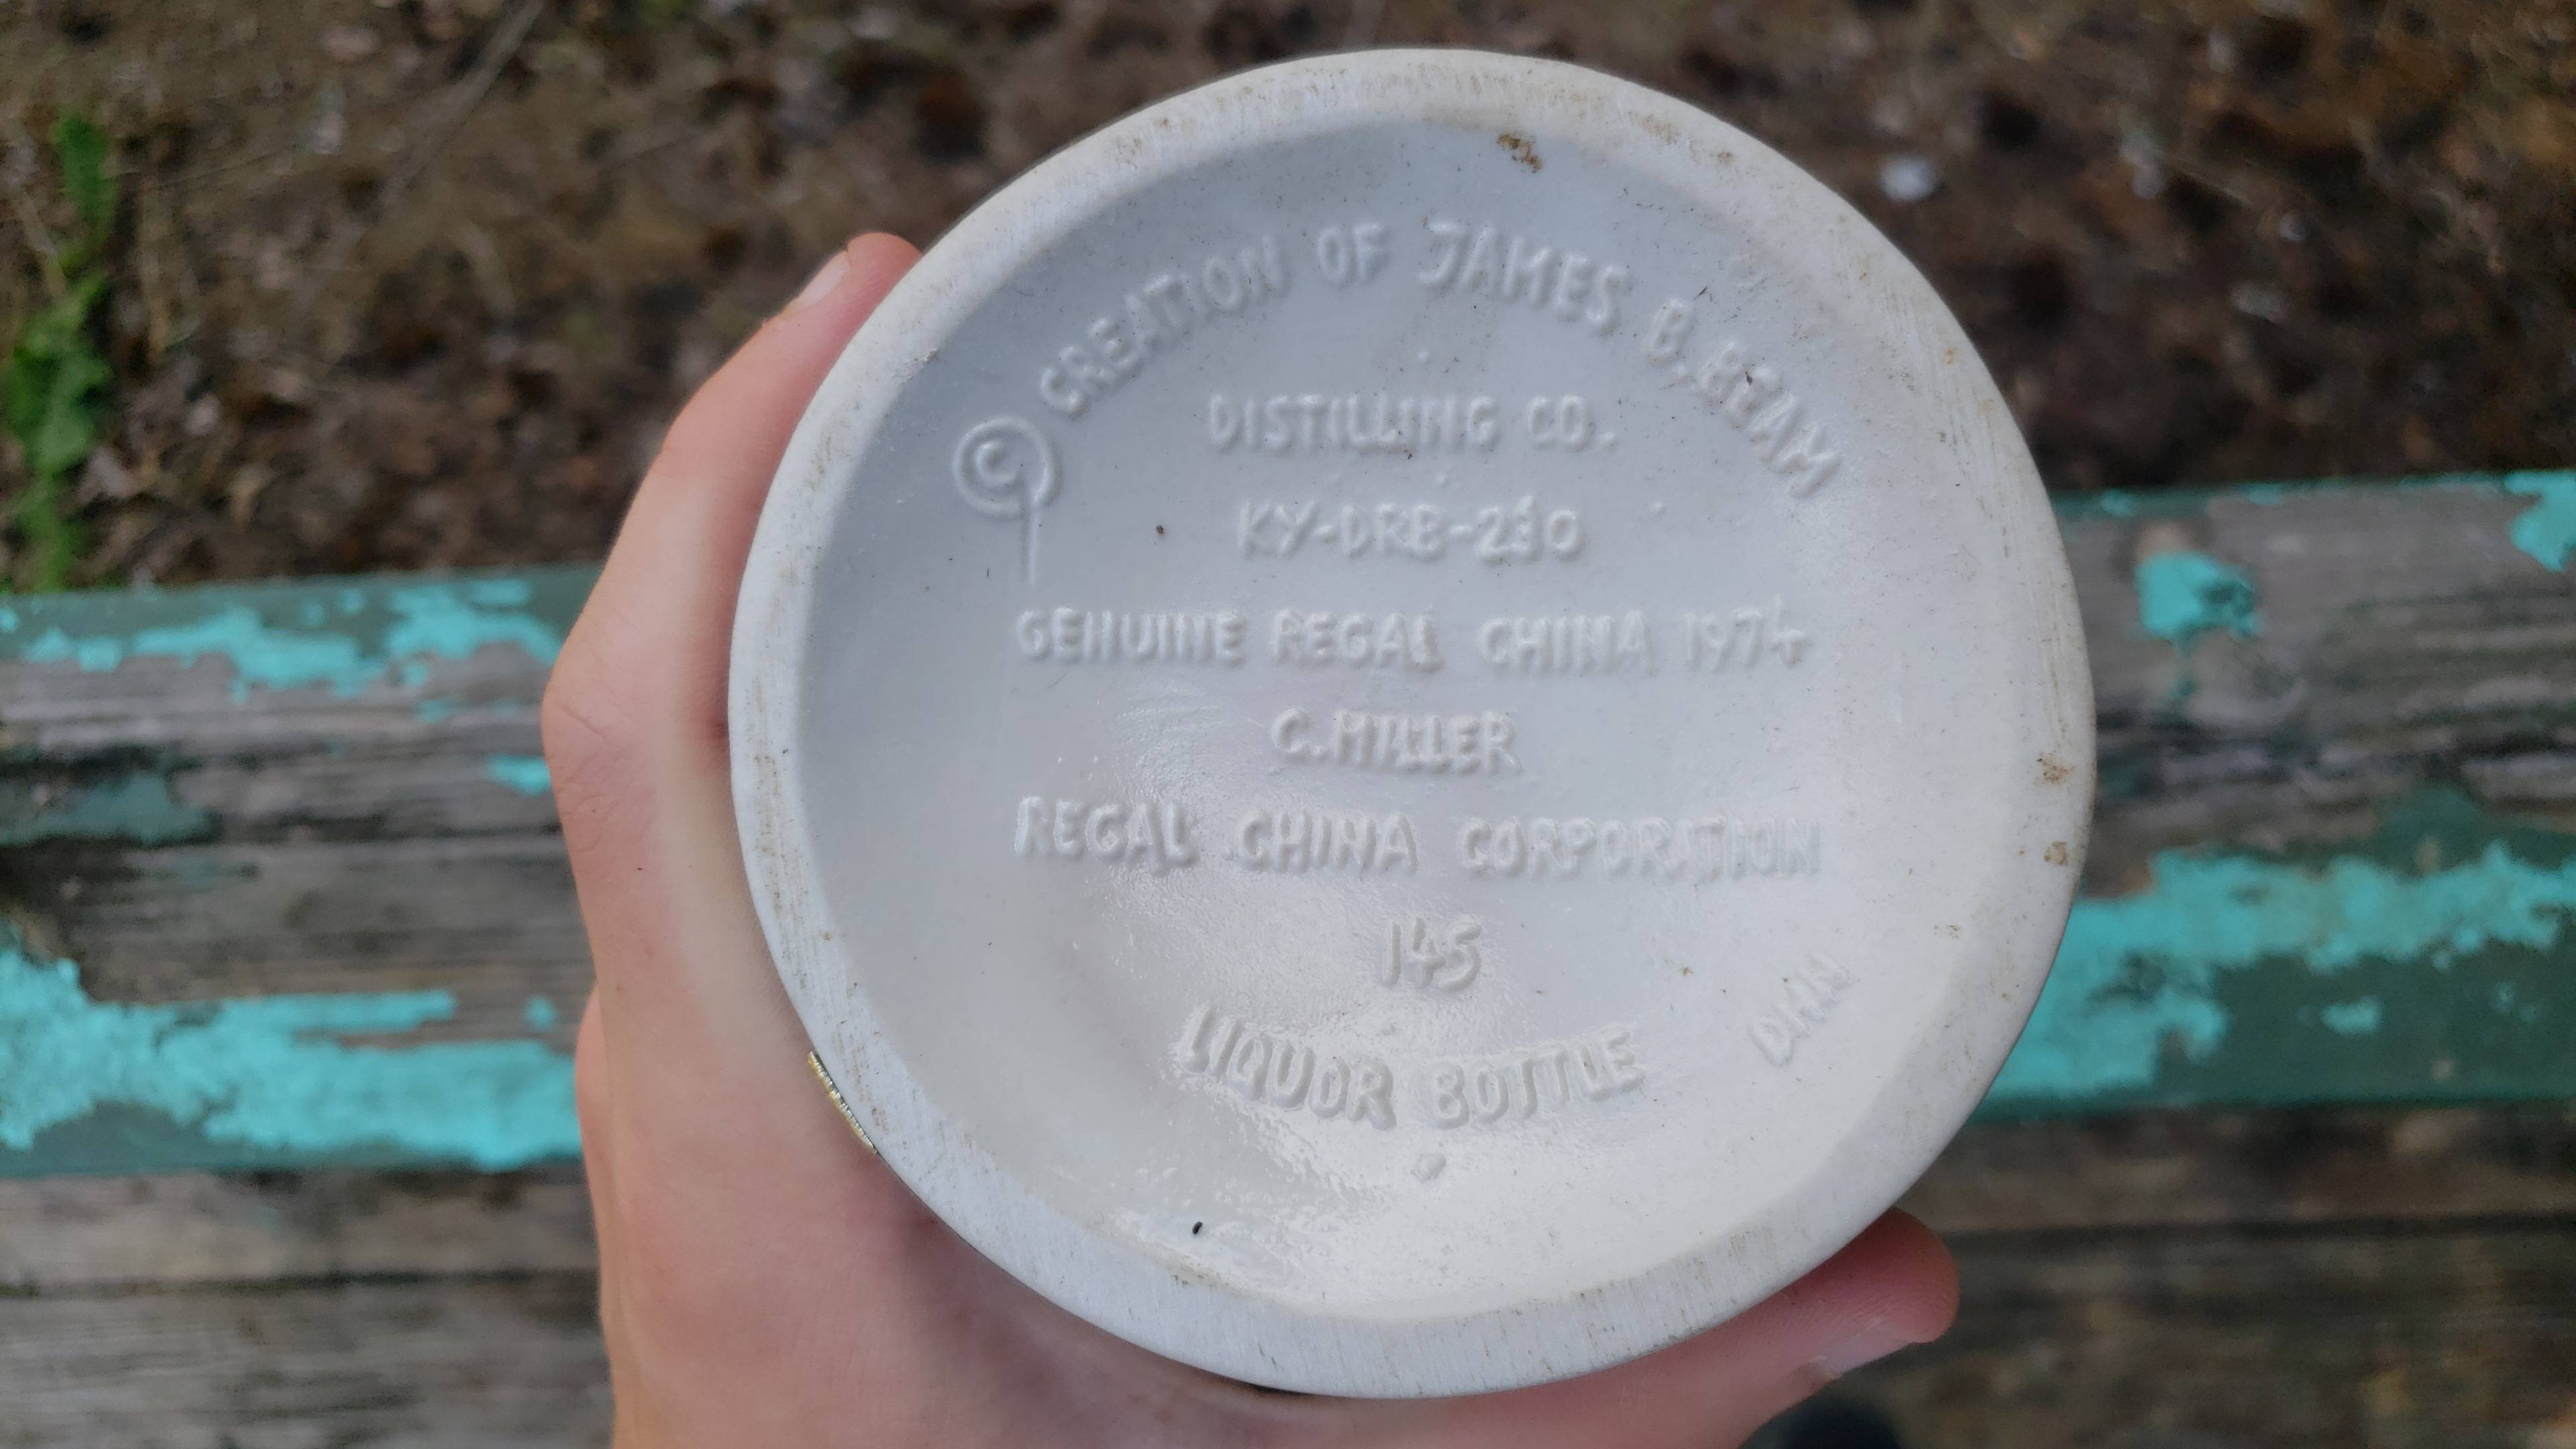 © CREATION OF JAMES B. BEAM
DISTILLING CO.
KY-DRB-230
GENUINE REGAL CHINA 1974
C. MILLER
REGAL CHINA CORPORATION
145
LIQUOR BOTTLE
DHN